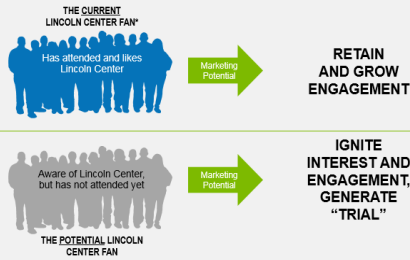 THE CURRENT
LINCOLN CENTER FAN*
Has attended and likes
Lincoln Center
Marketing
Potential
RETAIN
AND GROW
ENGAGEMENT
Aware of Lincoln Center,
but has not attended yet
Marketing
Potential
IGNITE
INTEREST AND
ENGAGEMENT,
GENERATE
“TRIAL”
THE POTENTIAL LINCOLN
CENTER FAN